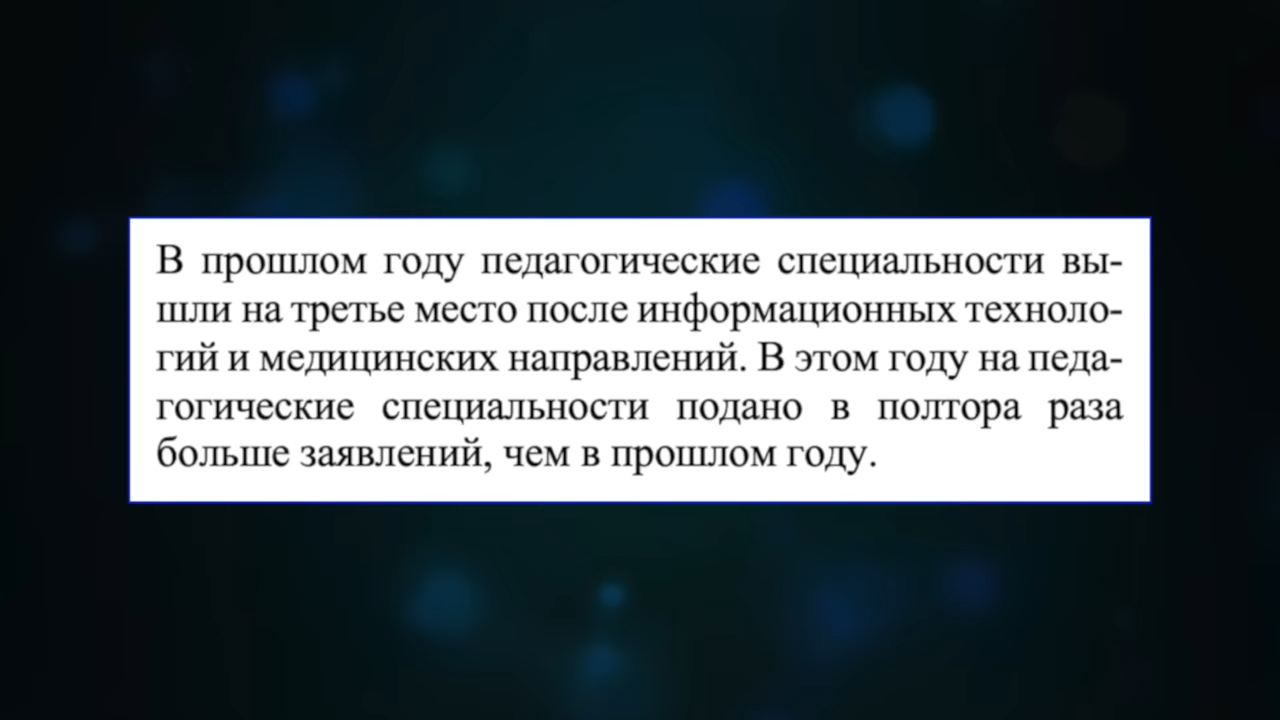 В прошлом году педагогические специальности вы-
шли на третье место после информационных техноло-
гий и медицинских направлений. В этом году на педа-
гогические специальности подано в полтора раза
больше заявлений, чем в прошлом году.